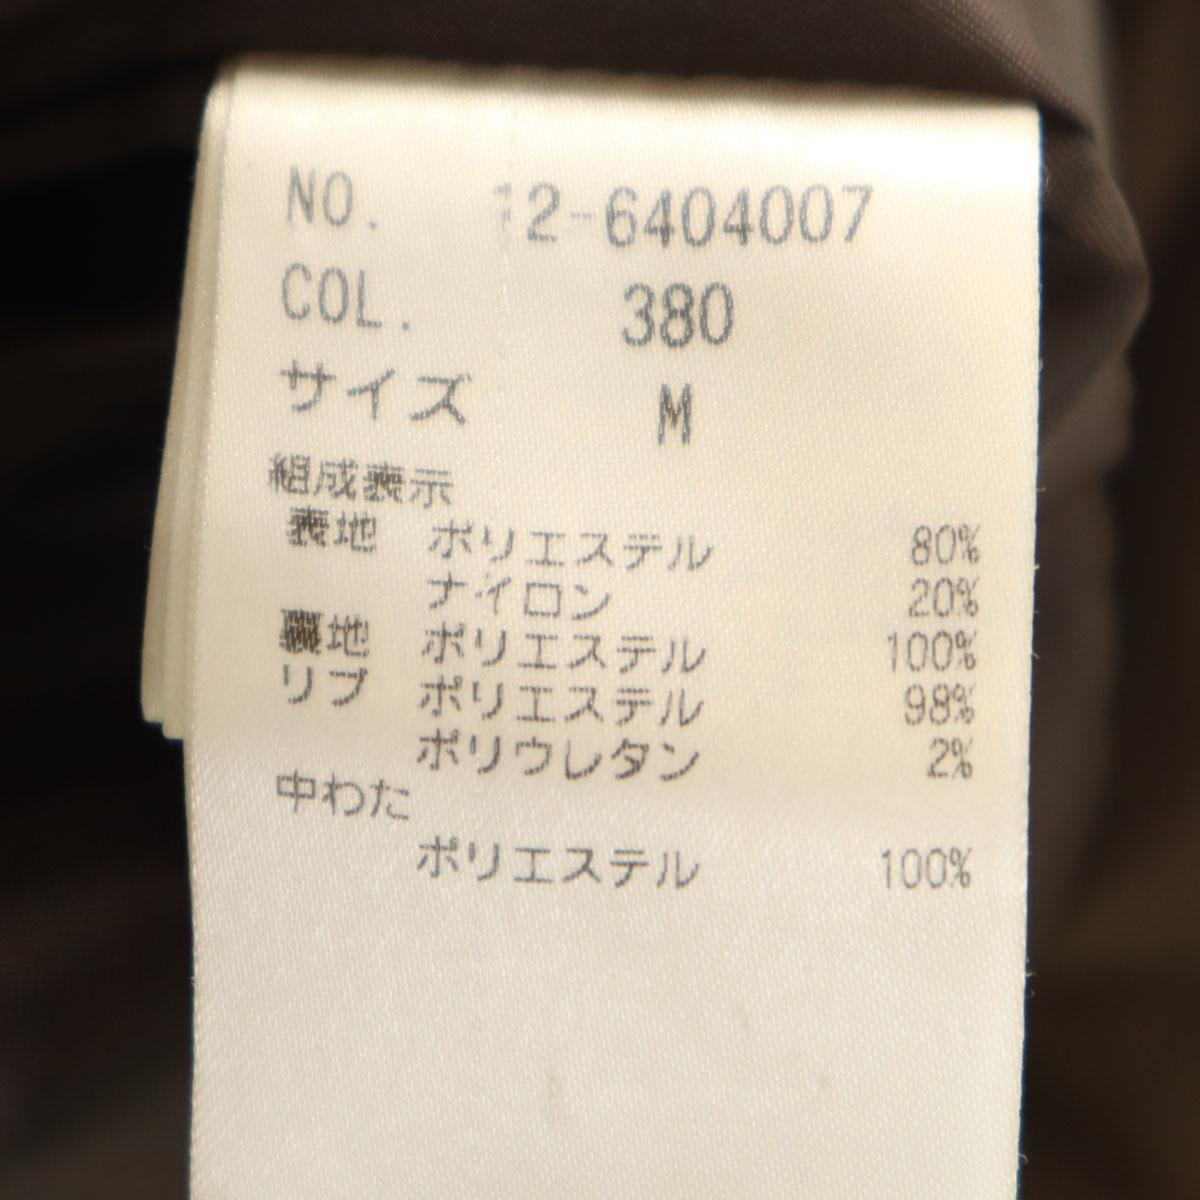 NO. 12-6404007
COL. 380
サイズ M
組成表示
表地 ポリエステル 80%
ナイロン 20%
裏地 ポリエステル 100%
リブ ポリエステル 98%
ポリウレタン 2%
中わた
ポリエステル 100%